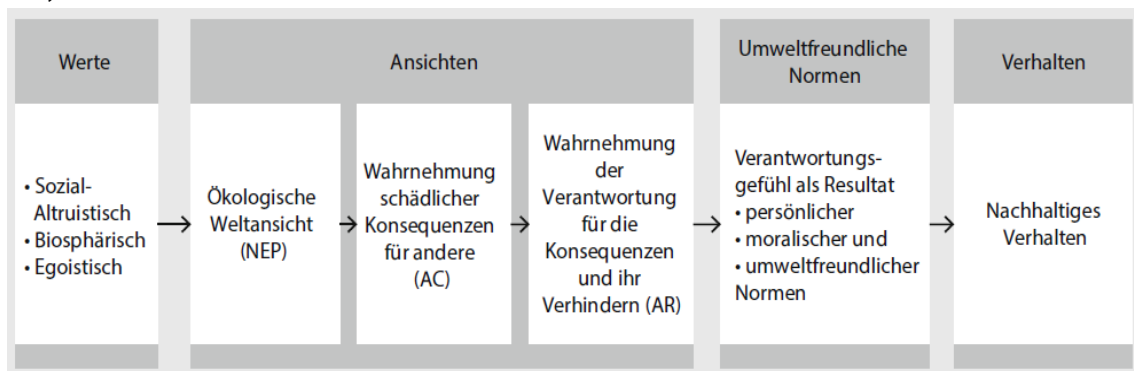 Werte
Ansichten
Umweltfreundliche
Normen
Verhalten
• Sozial-
Altruistisch
• Biosphärisch
• Egoistisch
Ökologische
Weltansicht
(NEP)
Wahrnehmung
schädlicher
Konsequenzen
für andere
(AC)
Wahrnehmung
der
Verantwortung
für die
Konsequenzen
und ihr
Verhindern (AR)
Verantwortungs-
gefühl als Resultat
• persönlicher
• moralischer und
• umweltfreundlicher
Normen
Nachhaltiges
Verhalten